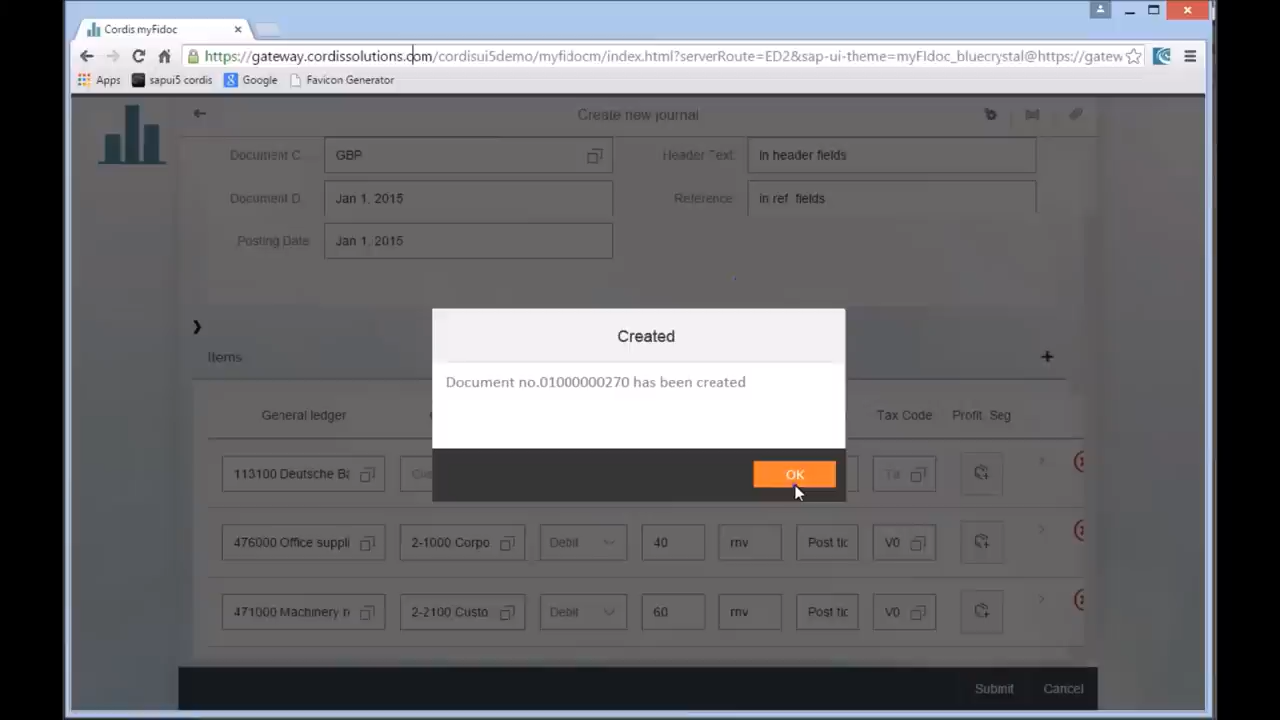 Cordis myFidoc
https://gateway.cordissolutions.com/cordisui5demo/myfidocm/index.html?serverRoute=ED2&sap-ui-theme=myFIdoc_bluecrystal@https://gatew
Apps sapui5 cordis Google Favicon Generator
Create new journal
Document C. GBP Header Text: In header fields
Document D. Jan 1, 2015 Reference: in ref fields
Posting Date: Jan 1, 2015
Created
Items
Document no.01000000270 has been created
General ledger Tax Code Profit. Seg
113100 Deutsche Ba Ta
OK
476000 Office suppli 2-1000 Corpo Debit 40 rnv Post tic V0
471000 Machinery r 2-2100 Custo Debit 60 rnv Post tic V0
Submit Cancel